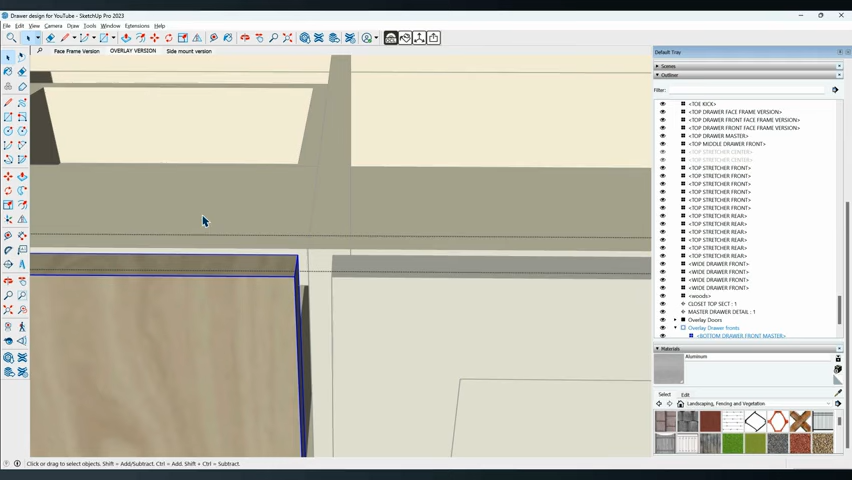 Drawer design for YouTube* - SketchUp Pro 2023
File Edit View Camera Draw Tools Window Extensions Help
Face Frame Version OVERLAY VERSION Side mount version
Default Tray
Scenes
Outliner
Filter:
<TOE KICK>
<TOP DRAWER FACE FRAME VERSION>
<TOP DRAWER FRONT FACE FRAME VERSION>
<TOP DRAWER FRONT FACE FRAME VERSION>
<TOP DRAWER MASTER>
<TOP MIDDLE DRAWER FRONT>
<TOP STRETCHER CENTER>
<TOP STRETCHER CENTER>
<TOP STRETCHER FRONT>
<TOP STRETCHER FRONT>
<TOP STRETCHER FRONT>
<TOP STRETCHER FRONT>
<TOP STRETCHER FRONT>
<TOP STRETCHER FRONT>
<TOP STRETCHER REAR>
<TOP STRETCHER REAR>
<TOP STRETCHER REAR>
<TOP STRETCHER REAR>
<TOP STRETCHER REAR>
<TOP STRETCHER REAR>
<WIDE DRAWER FRONT>
<WIDE DRAWER FRONT>
<WIDE DRAWER FRONT>
<WIDE DRAWER FRONT>
<woods>
CLOSET TOP SECT : 1
MASTER DRAWER DETAIL : 1
Overlay Doors
Overlay Drawer fronts
<BOTTOM DRAWER FRONT MASTER>
Materials
Aluminum
Select Edit
Landscaping, Fencing and Vegetation
Click or drag to select objects. Shift = Add/Subtract. Ctrl = Add. Shift + Ctrl = Subtract.